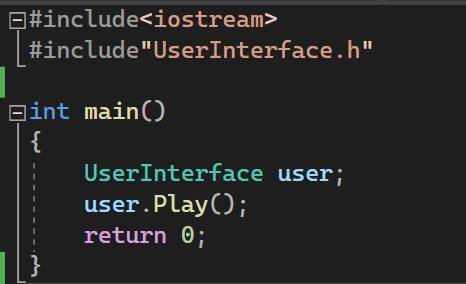 #include<iostream>
#include"UserInterface.h"
int main()
{
UserInterface user;
user.Play();
return 0;
}